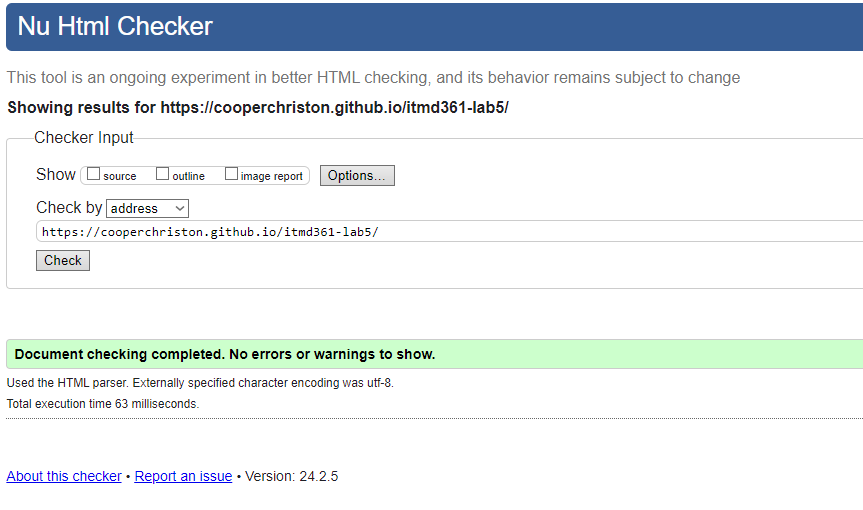 Nu Html Checker
This tool is an ongoing experiment in better HTML checking, and its behavior remains subject to change
Showing results for https://cooperchriston.github.io/itmd361-lab5/
Checker Input
Show source outline image report Options...
Check by address
https://cooperchriston.github.io/itmd361-lab5/
Check
Document checking completed. No errors or warnings to show.
Used the HTML parser. Externally specified character encoding was utf-8.
Total execution time 63 milliseconds.
About this checker • Report an issue • Version: 24.2.5